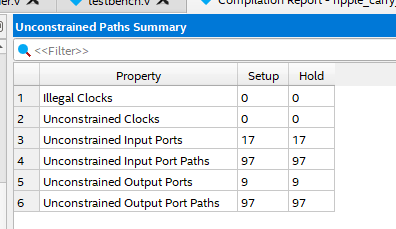 er.v
testbench.v
Compilation Report - ripple_carry
Unconstrained Paths Summary
<<Filter>>
Property Setup Hold
1 Illegal Clocks 0 0
2 Unconstrained Clocks 0 0
3 Unconstrained Input Ports 17 17
4 Unconstrained Input Port Paths 97 97
5 Unconstrained Output Ports 9 9
6 Unconstrained Output Port Paths 97 97